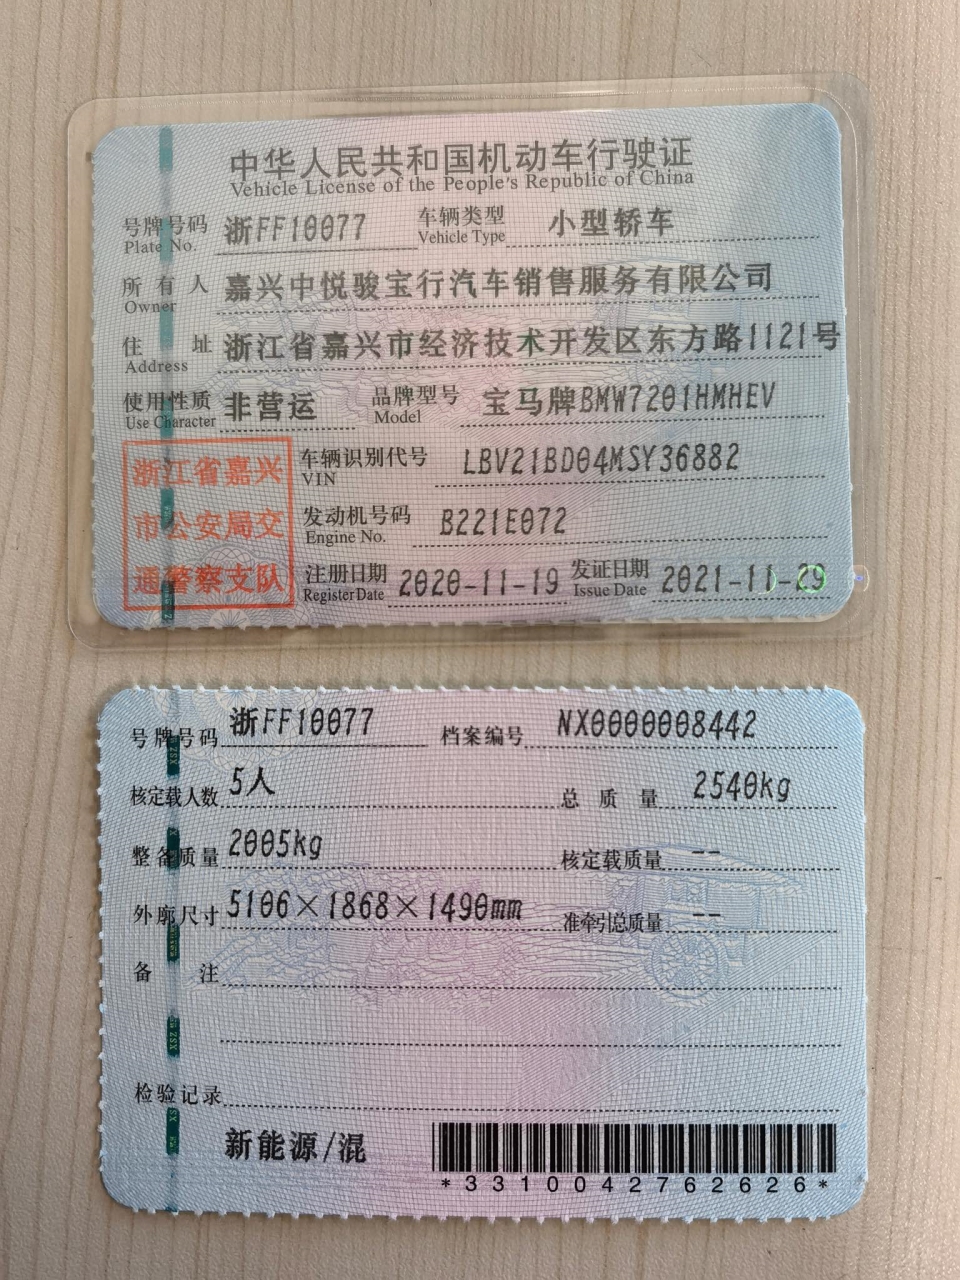 中华人民共和国机动车行驶证
Vehicle License of the People's Republic of China
号牌号码 浙FF10077 车辆类型 小型轿车
Plate No. Vehicle Type
所有人 嘉兴中悦骏宝行汽车销售服务有限公司
Owner
住址 浙江省嘉兴市经济技术开发区东方路1121号
Address
使用性质 非营运 品牌型号 宝马牌BMW7201HMHEV
Use Character Model
浙江省嘉兴
市公安局交
通警察支队
车辆识别代号 LBV21BD04MSY36882
VIN
发动机号码 B221E072
Engine No.
注册日期 2020-11-19 发证日期 2021-11-29
Register Date Issue Date
号牌号码 浙FF10077 档案编号 NX0000008442
核定载人数 5人 总质量 2540kg
整备质量 2005kg 核定载质量 --
外廓尺寸 5106×1868×1490mm 准牵引总质量 --
备注
检验记录
新能源/混
*3310042762626*